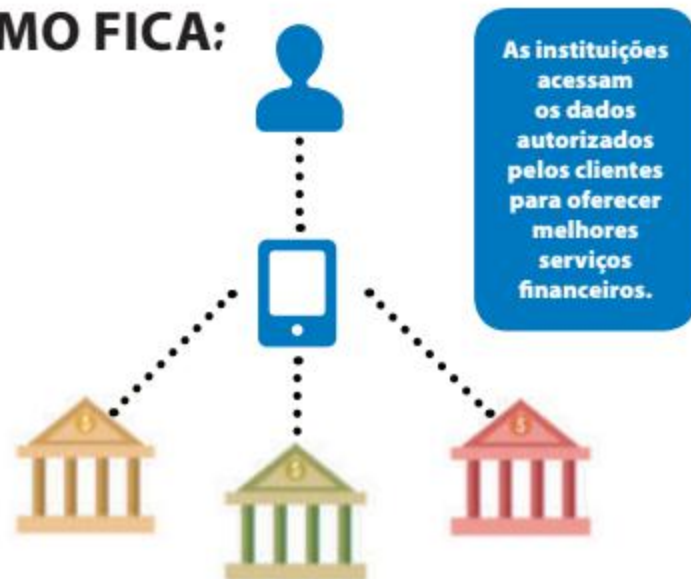 MO FICA:
As instituições
acessam
os dados
autorizados
pelos clientes
para oferecer
melhores
serviços
financeiros.
$
$
$